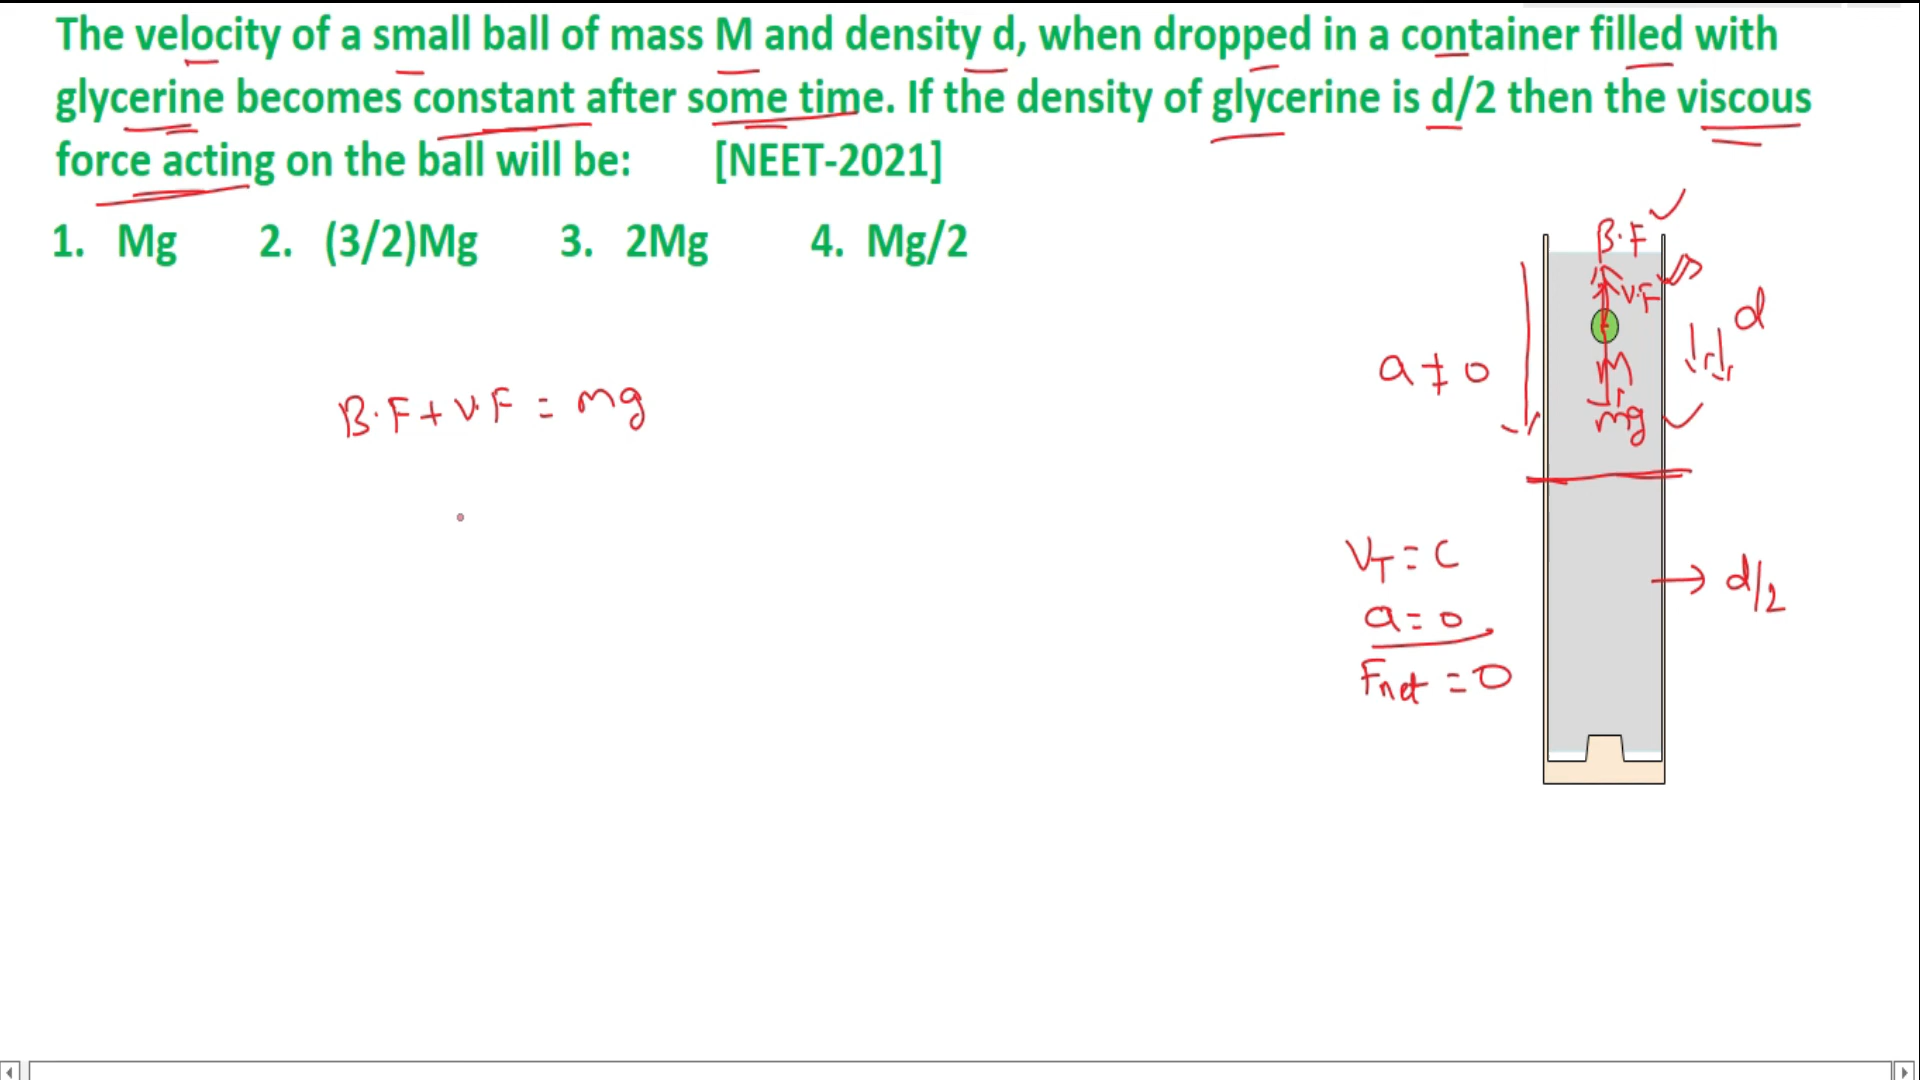 The velocity of a small ball of mass M and density d, when dropped in a container filled with
glycerine becomes constant after some time. If the density of glycerine is d/2 then the viscous
force acting on the ball will be: [NEET-2021]
1. Mg 2. (3/2)Mg 3. 2Mg 4. Mg/2
B.F
V.F
d
a ≠ 0
M
mg
B.F + V.F = mg
V_T = C
d/2
a = 0
Fnet = 0